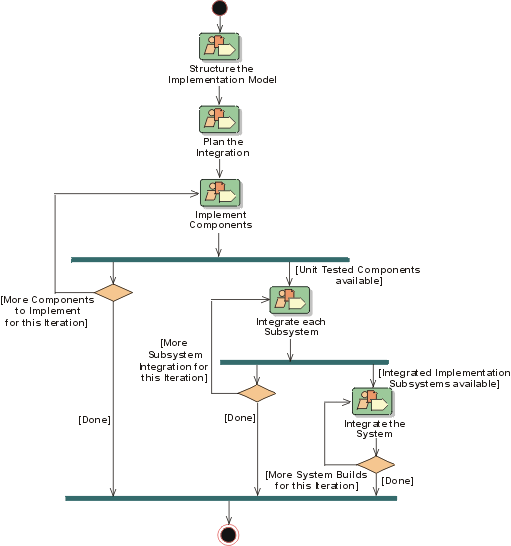 Structure the
Implementation Model
Plan the
Integration
Implement
Components
[Unit Tested Components
available]
[More Components
to Implement
for this Iteration]
Integrate each
Subsystem
[More
Subsystem
Integration for
this Iteration]
[Integrated Implementation
Subsystems available]
[Done]
[Done]
Integrate the
System
[More System Builds
for this Iteration]
[Done]